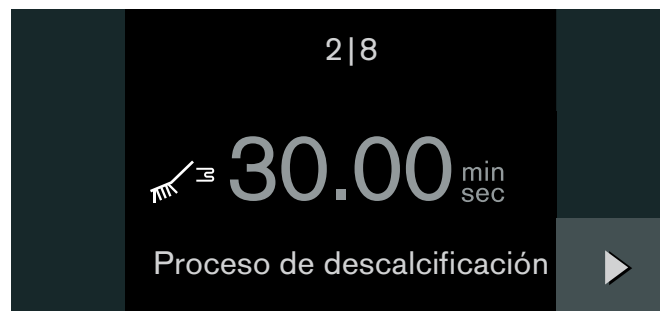 2|8
30.00 min
sec
Proceso de descalcificación